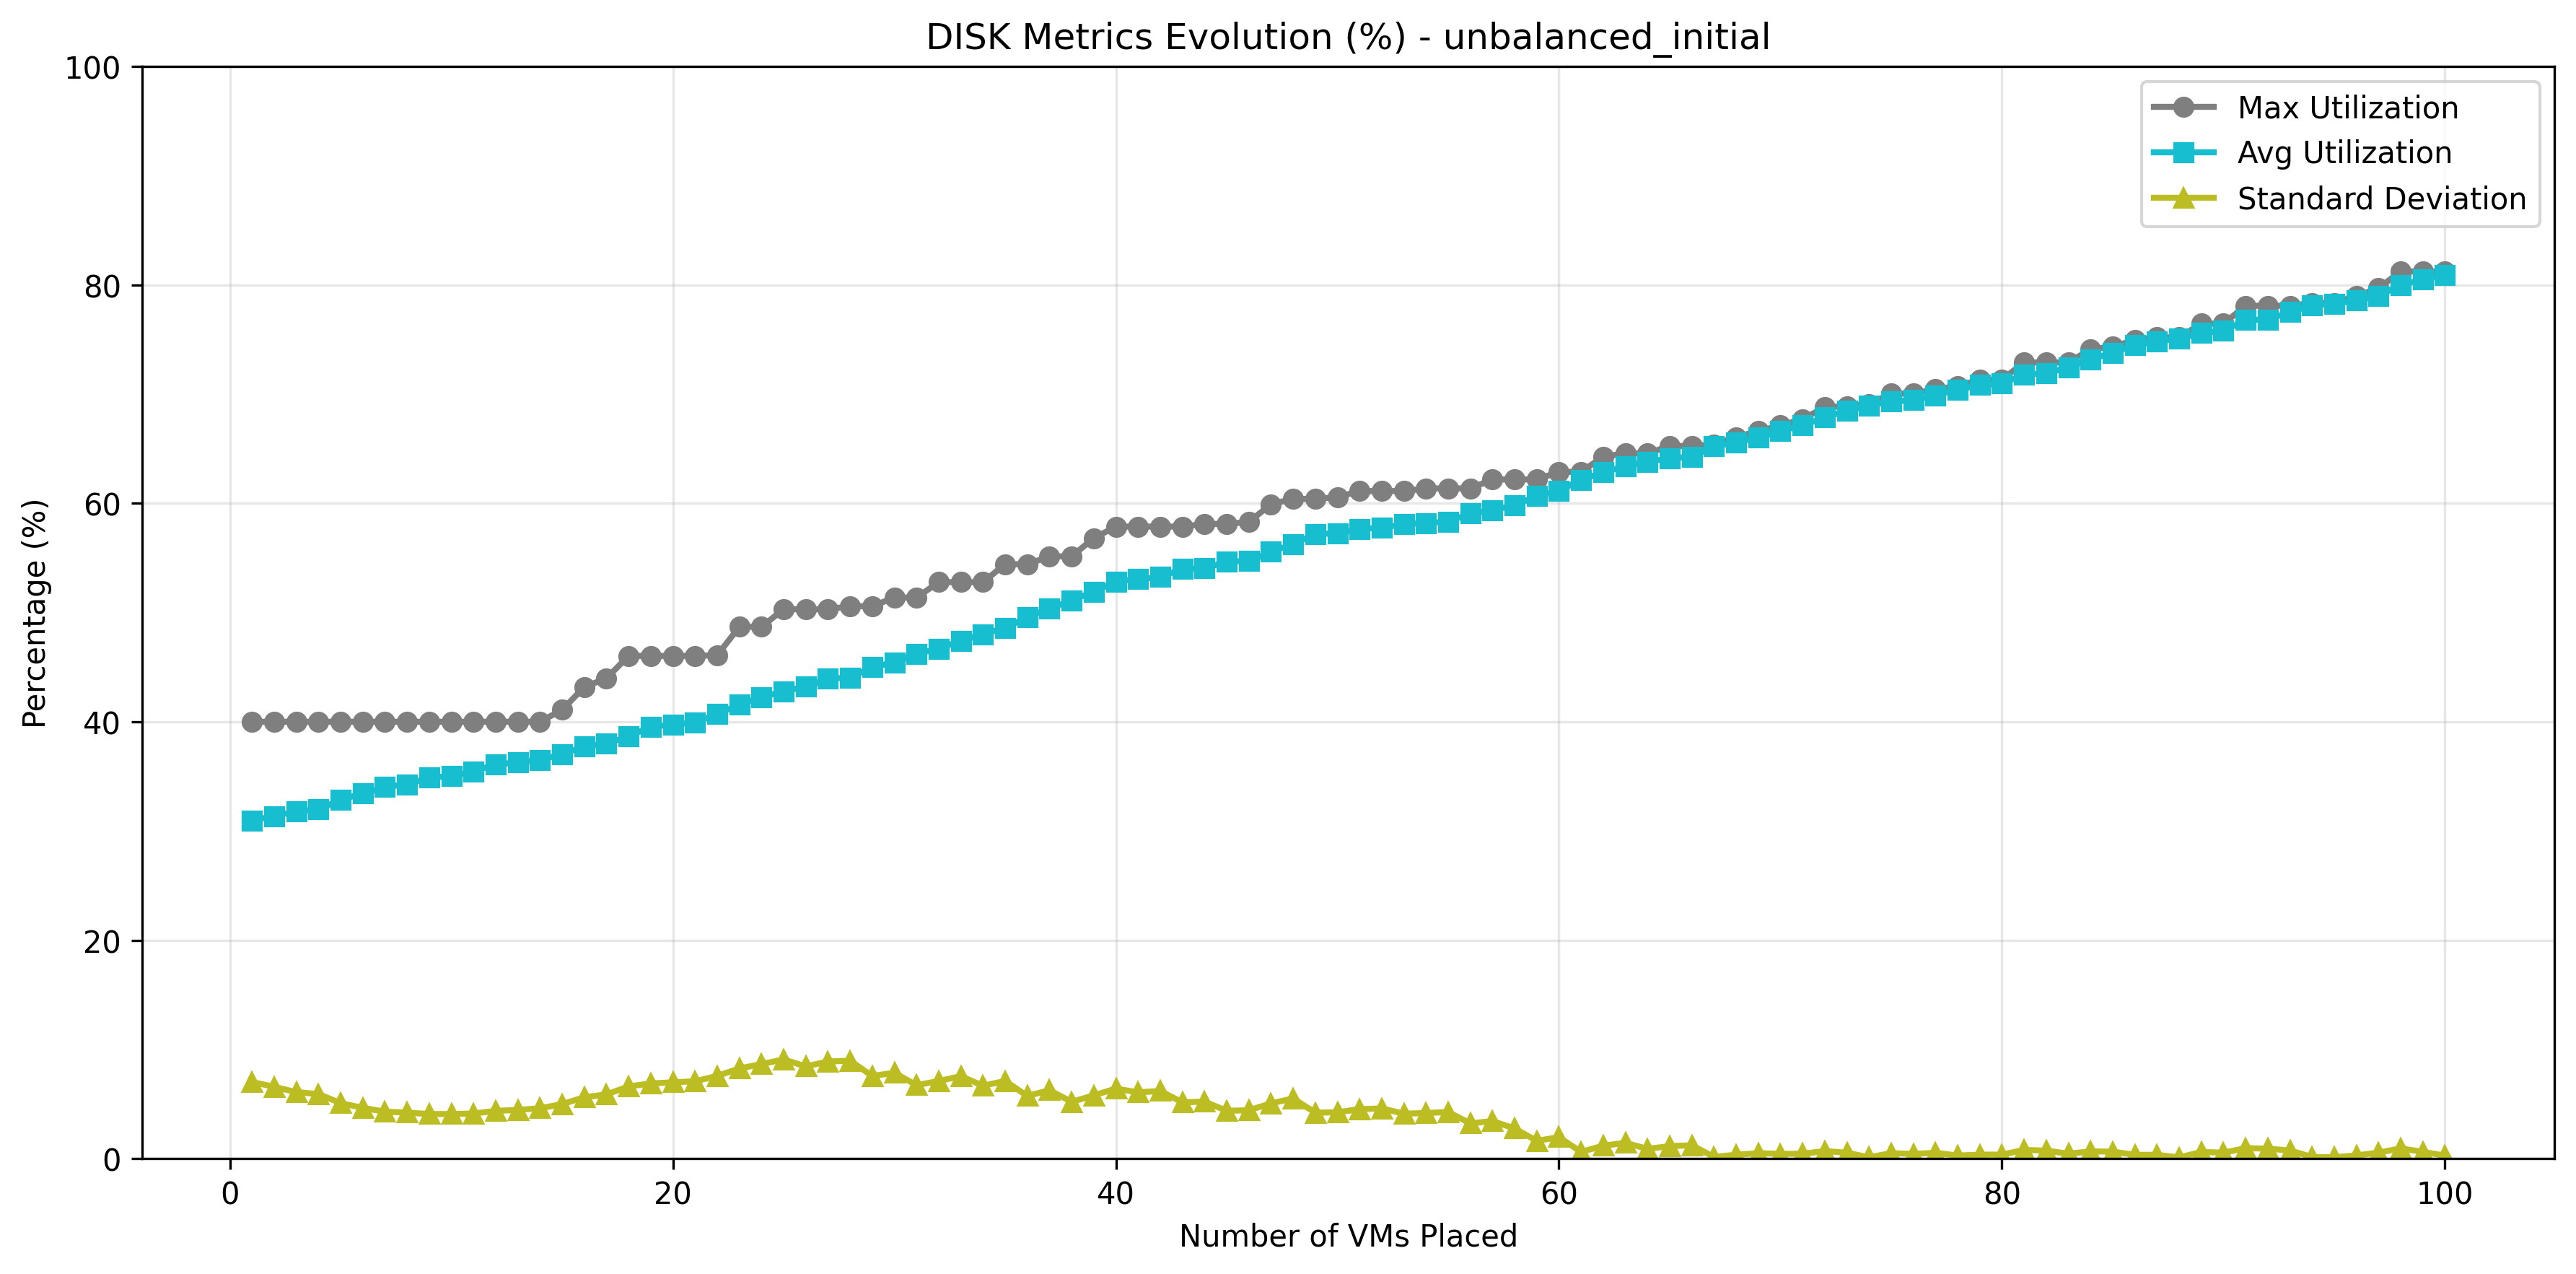 DISK Metrics Evolution (%) - unbalanced_initial
100
80
60
40
20
0
Percentage (%)
Max Utilization
Avg Utilization
Standard Deviation
0 20 40 60 80 100
Number of VMs Placed